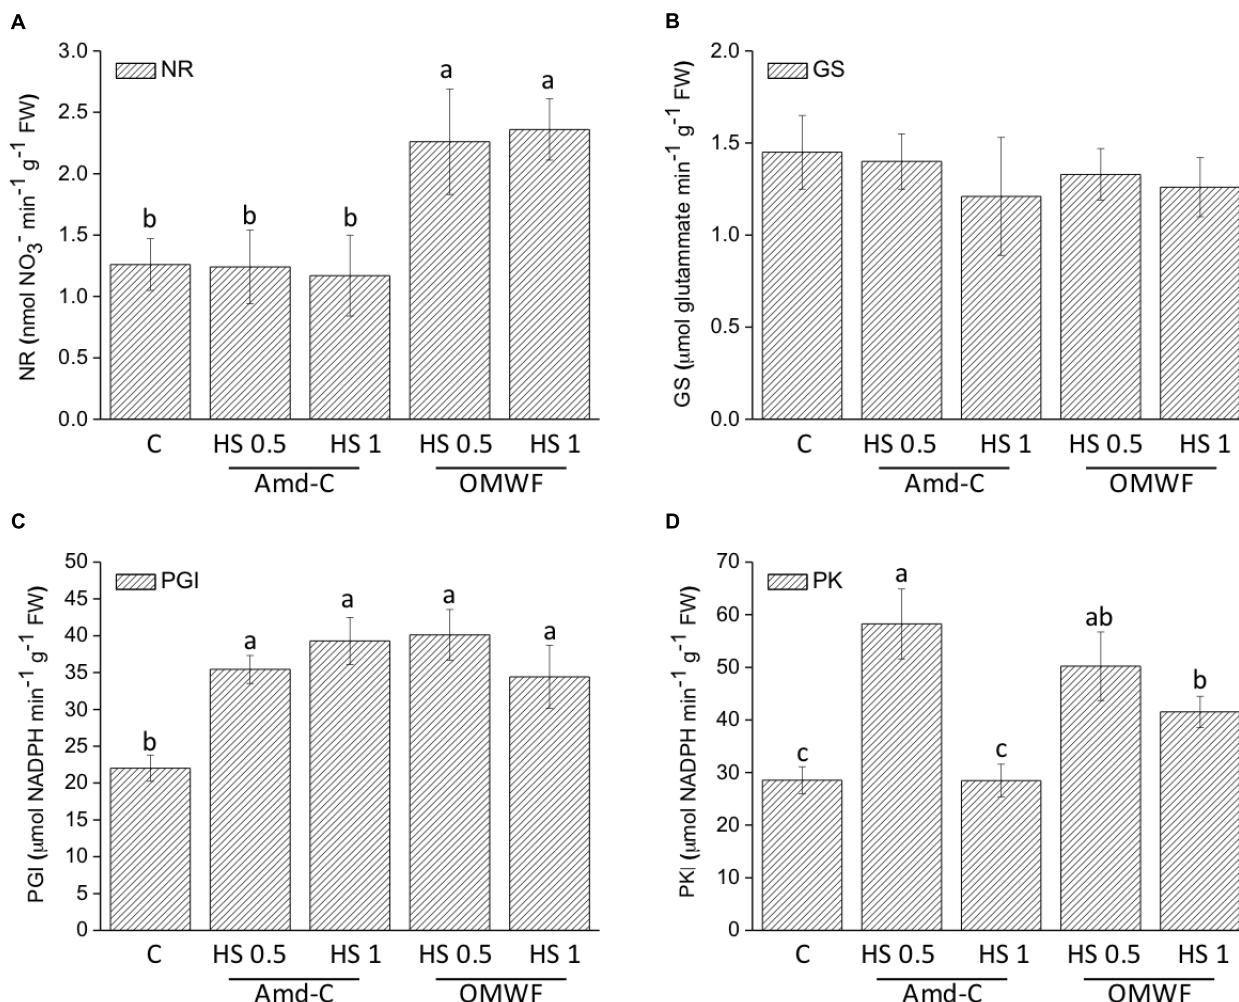 A
NR (nmol NO₃⁻ min⁻¹ g⁻¹ FW)
3.0
2.5
2.0
1.5
1.0
0.5
0.0
NR
b
b
b
a
a
C
HS 0.5
HS 1
HS 0.5
HS 1
Amd-C
OMWF
B
GS (μmol glutammate min⁻¹ g⁻¹ FW)
2.0
1.5
1.0
0.5
0.0
GS
C
HS 0.5
HS 1
HS 0.5
HS 1
Amd-C
OMWF
C
PGI (μmol NADPH min⁻¹ g⁻¹ FW)
50
45
40
35
30
25
20
15
10
5
0
PGI
b
a
a
a
a
C
HS 0.5
HS 1
HS 0.5
HS 1
Amd-C
OMWF
D
PK (μmol NADPH min⁻¹ g⁻¹ FW)
70
60
50
40
30
20
10
0
PK
c
a
c
ab
b
C
HS 0.5
HS 1
HS 0.5
HS 1
Amd-C
OMWF